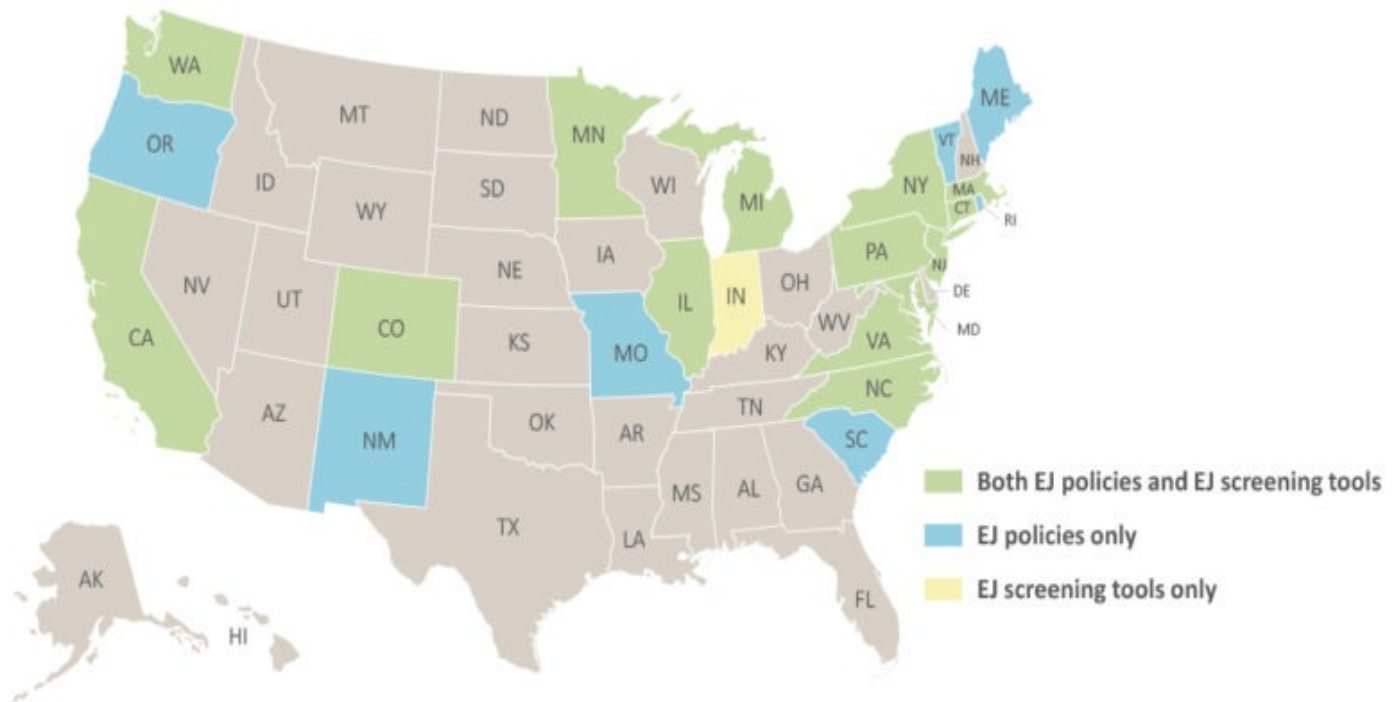 WA
ME
MT
ND
OR
MN
VT
NH
ID
SD
WI
NY
MA
WY
MI
CT
RI
IA
PA
NE
NJ
NV
UT
IL
IN
OH
DE
CO
WV
MD
CA
KS
MO
KY
VA
NC
AZ
NM
OK
AR
TN
SC
MS
AL
GA
Both EJ policies and EJ screening tools
TX
LA
EJ policies only
AK
EJ screening tools only
FL
HI